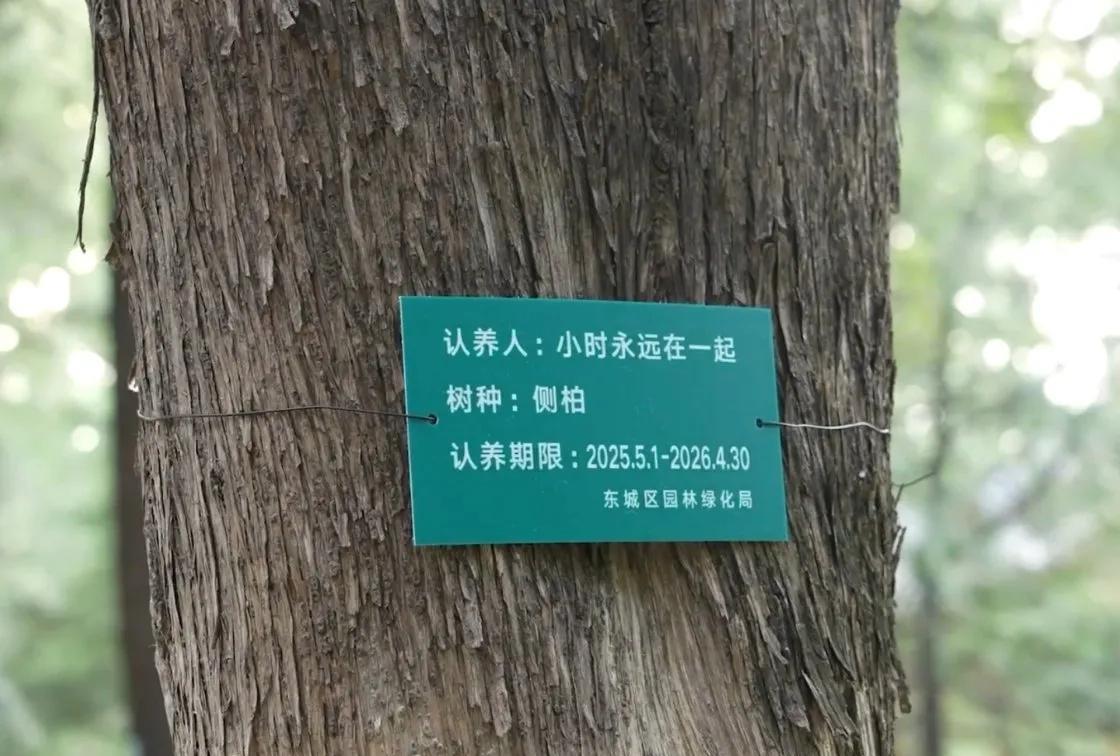 认养人：小时永远在一起
树种：侧柏
认养期限：2025.5.1-2026.4.30
东城区园林绿化局